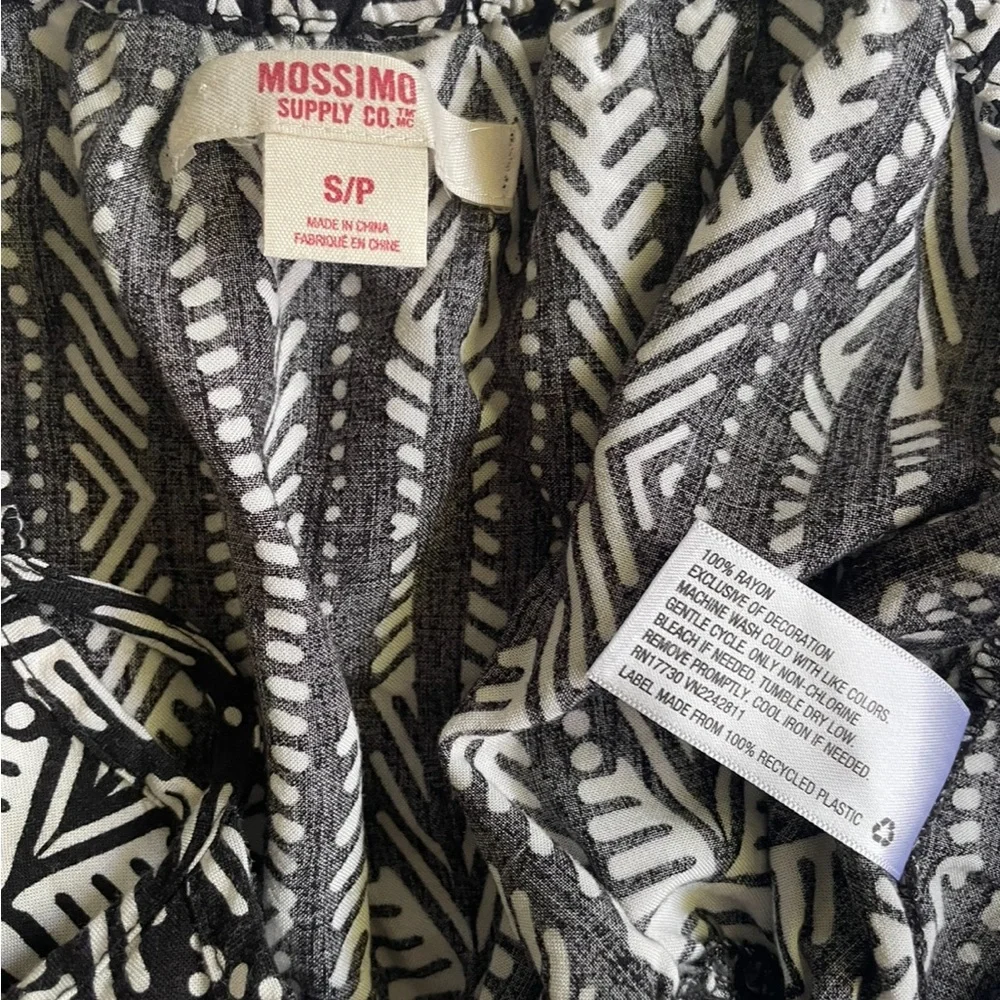 MOSSIMO
SUPPLY CO.™ MC
S/P
MADE IN CHINA
FABRIQUÉ EN CHINE
100% RAYON
EXCLUSIVE OF DECORATION
MACHINE WASH COLD WITH LIKE COLORS.
GENTLE CYCLE. ONLY NON-CHLORINE
BLEACH IF NEEDED. TUMBLE DRY LOW.
REMOVE PROMPTLY. COOL IRON IF NEEDED.
RN17730 VN2242811
LABEL MADE FROM 100% RECYCLED PLASTIC